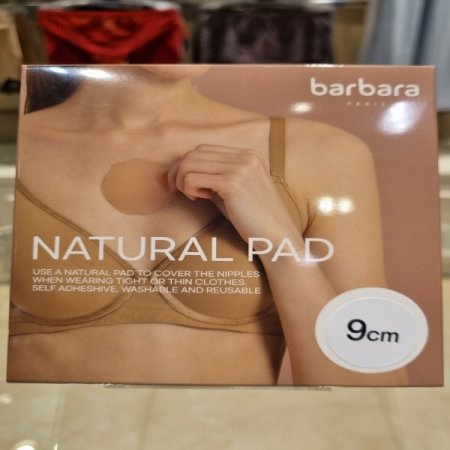 barbara
PARIS
NATURAL PAD
USE A NATURAL PAD TO COVER THE NIPPLES
WHEN WEARING TIGHT OR THIN CLOTHES.
SELF ADHESHIVE, WASHABLE AND REUSABLE
9cm